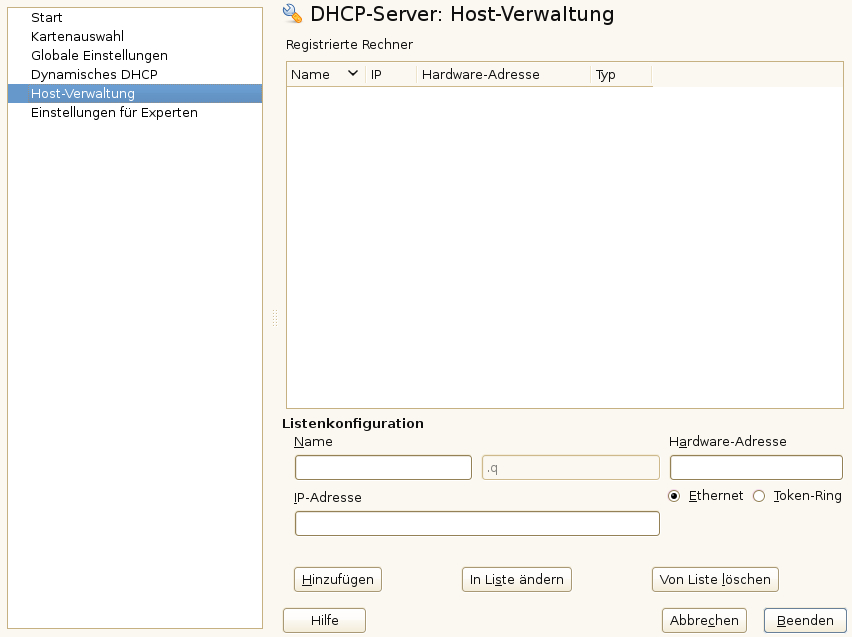 Start
Kartenauswahl
Globale Einstellungen
Dynamisches DHCP
Host-Verwaltung
Einstellungen für Experten
DHCP-Server: Host-Verwaltung
Registrierte Rechner
Name IP Hardware-Adresse Typ
Listenkonfiguration
Name Hardware-Adresse
.q
IP-Adresse Ethernet Token-Ring
Hinzufügen In Liste ändern Von Liste löschen
Hilfe Abbrechen Beenden